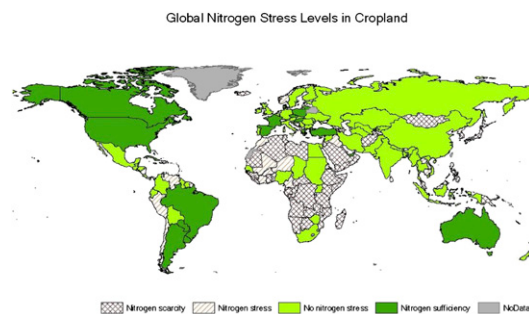 Global Nitrogen Stress Levels in Cropland
Nitrogen scarcity Nitrogen stress No nitrogen stress Nitrogen sufficiency NoData